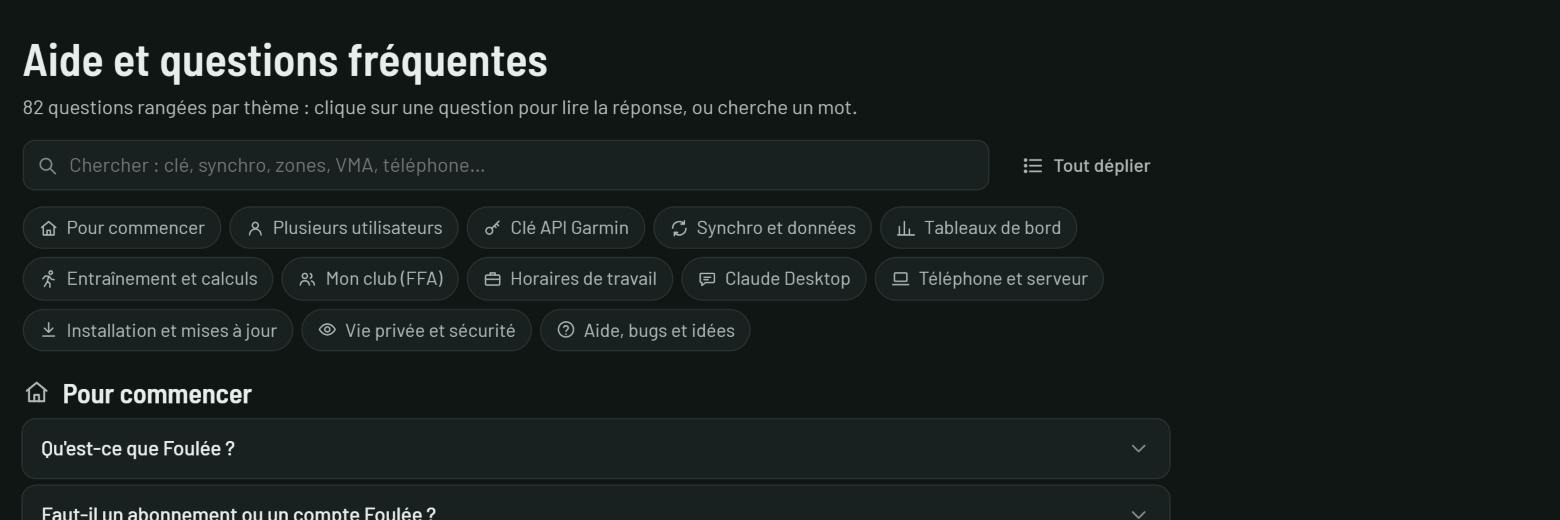 Aide et questions fréquentes
82 questions rangées par thème : clique sur une question pour lire la réponse, ou cherche un mot.
Chercher : clé, synchro, zones, VMA, téléphone...
Tout déplier
Pour commencer
Plusieurs utilisateurs
Clé API Garmin
Synchro et données
Tableaux de bord
Entraînement et calculs
Mon club (FFA)
Horaires de travail
Claude Desktop
Téléphone et serveur
Installation et mises à jour
Vie privée et sécurité
Aide, bugs et idées
Pour commencer
Qu'est-ce que Foulée ?
Faut-il un abonnement ou un compte Foulée ?